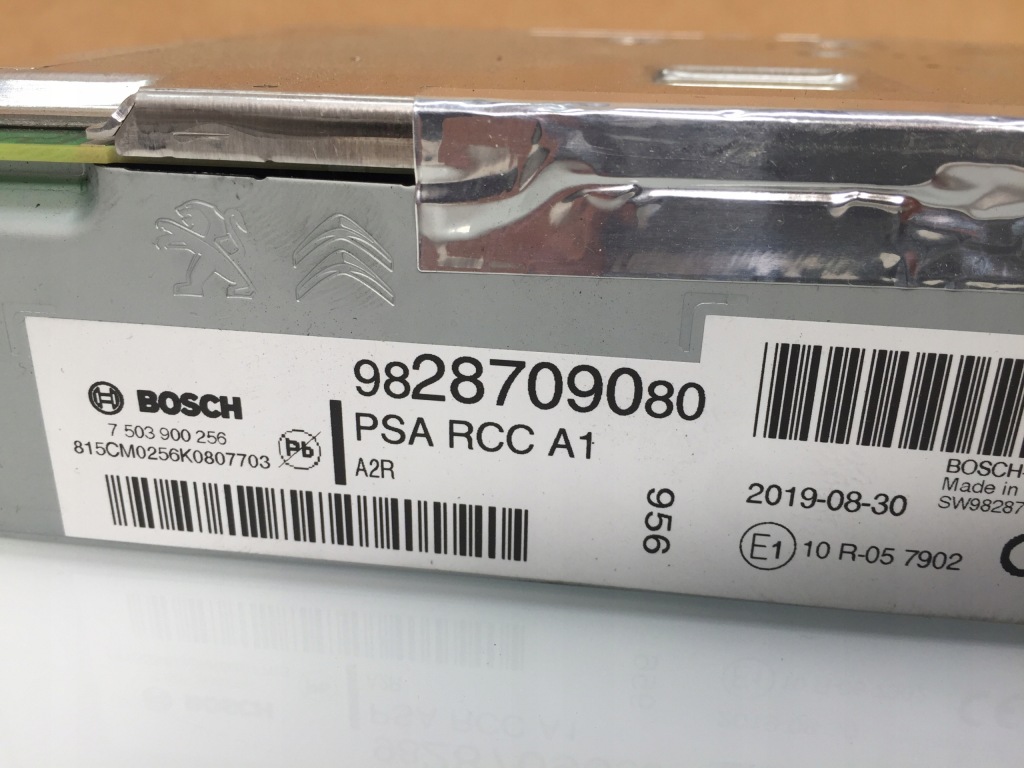 BOSCH
7 503 900 256
815CM0256K0807703
Pb
9828709080
PSA RCC A1
A2R
956
2019-08-30
E1 10 R-05 7902
BOSCH
Made in
SW98287